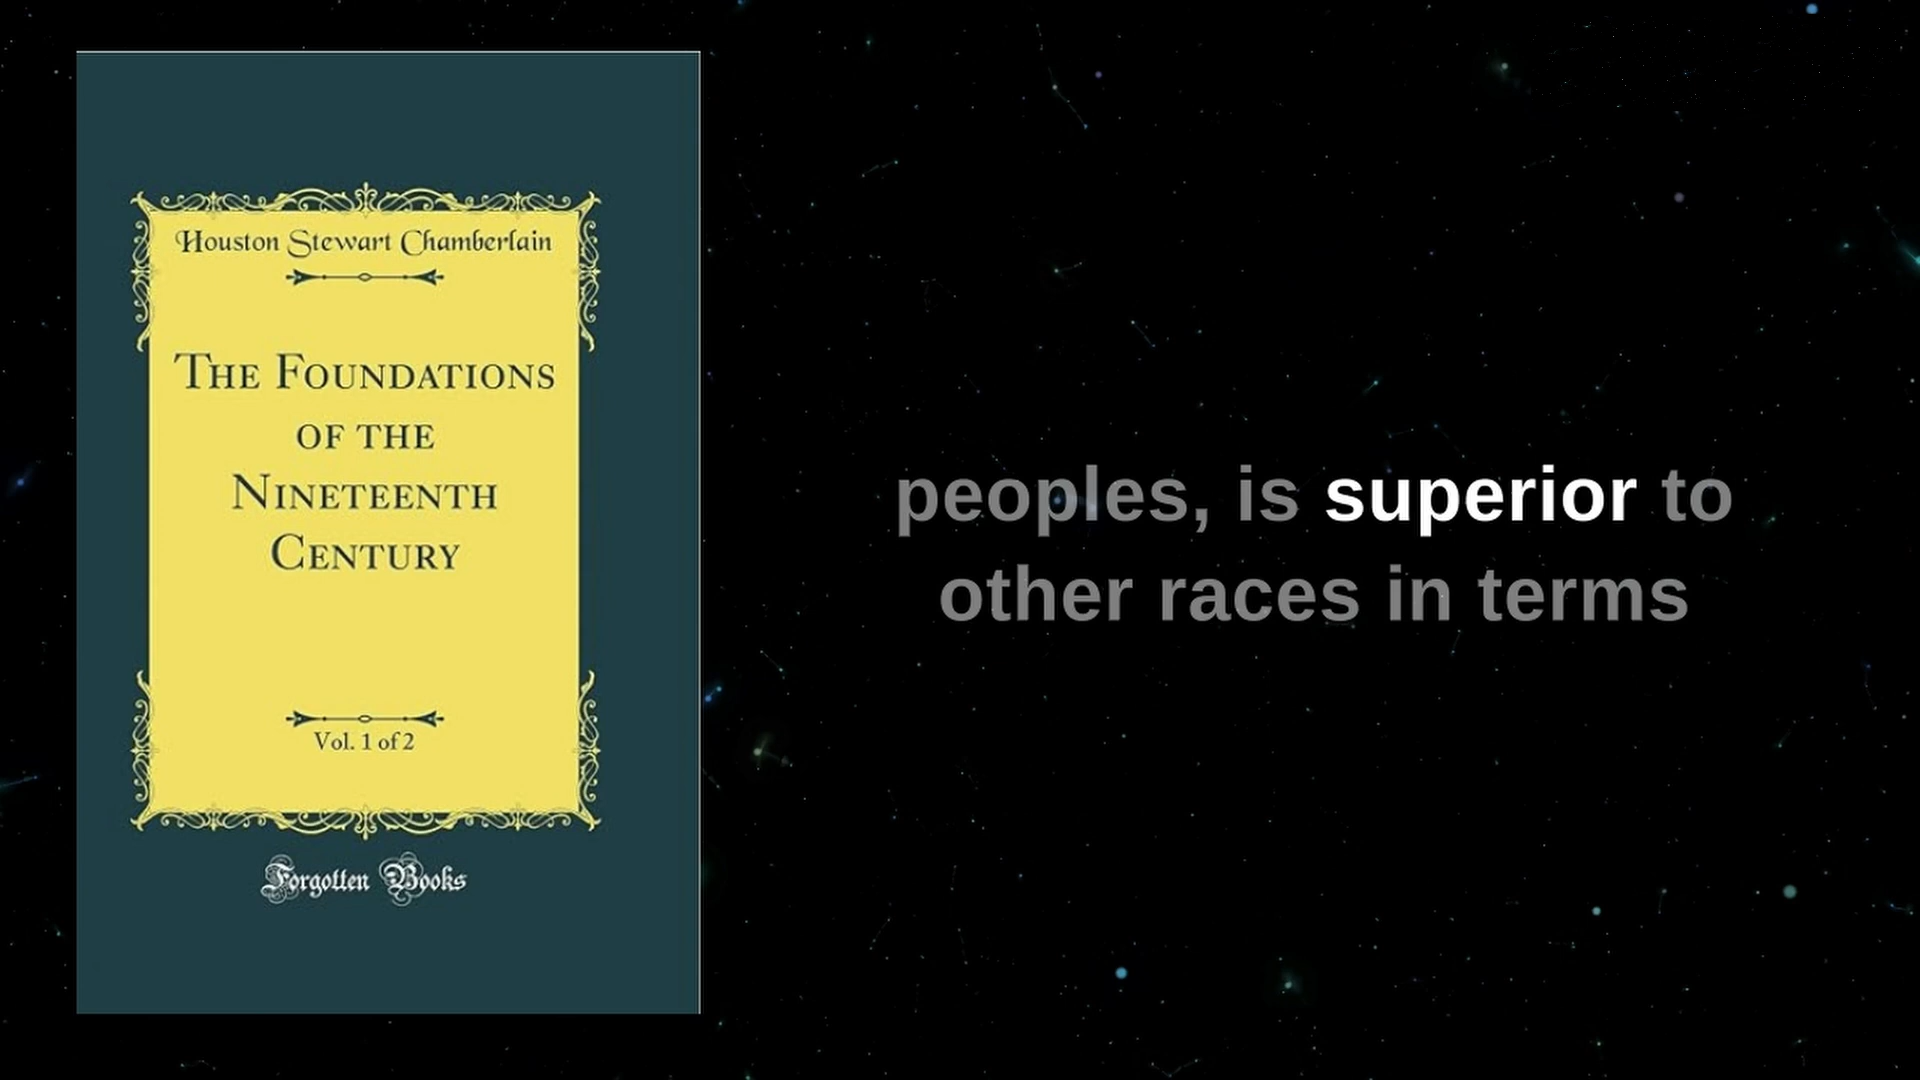 Houston Stewart Chamberlain
The Foundations
of the
Nineteenth
Century
Vol. 1 of 2
Forgotten Books
peoples, is superior to
other races in terms